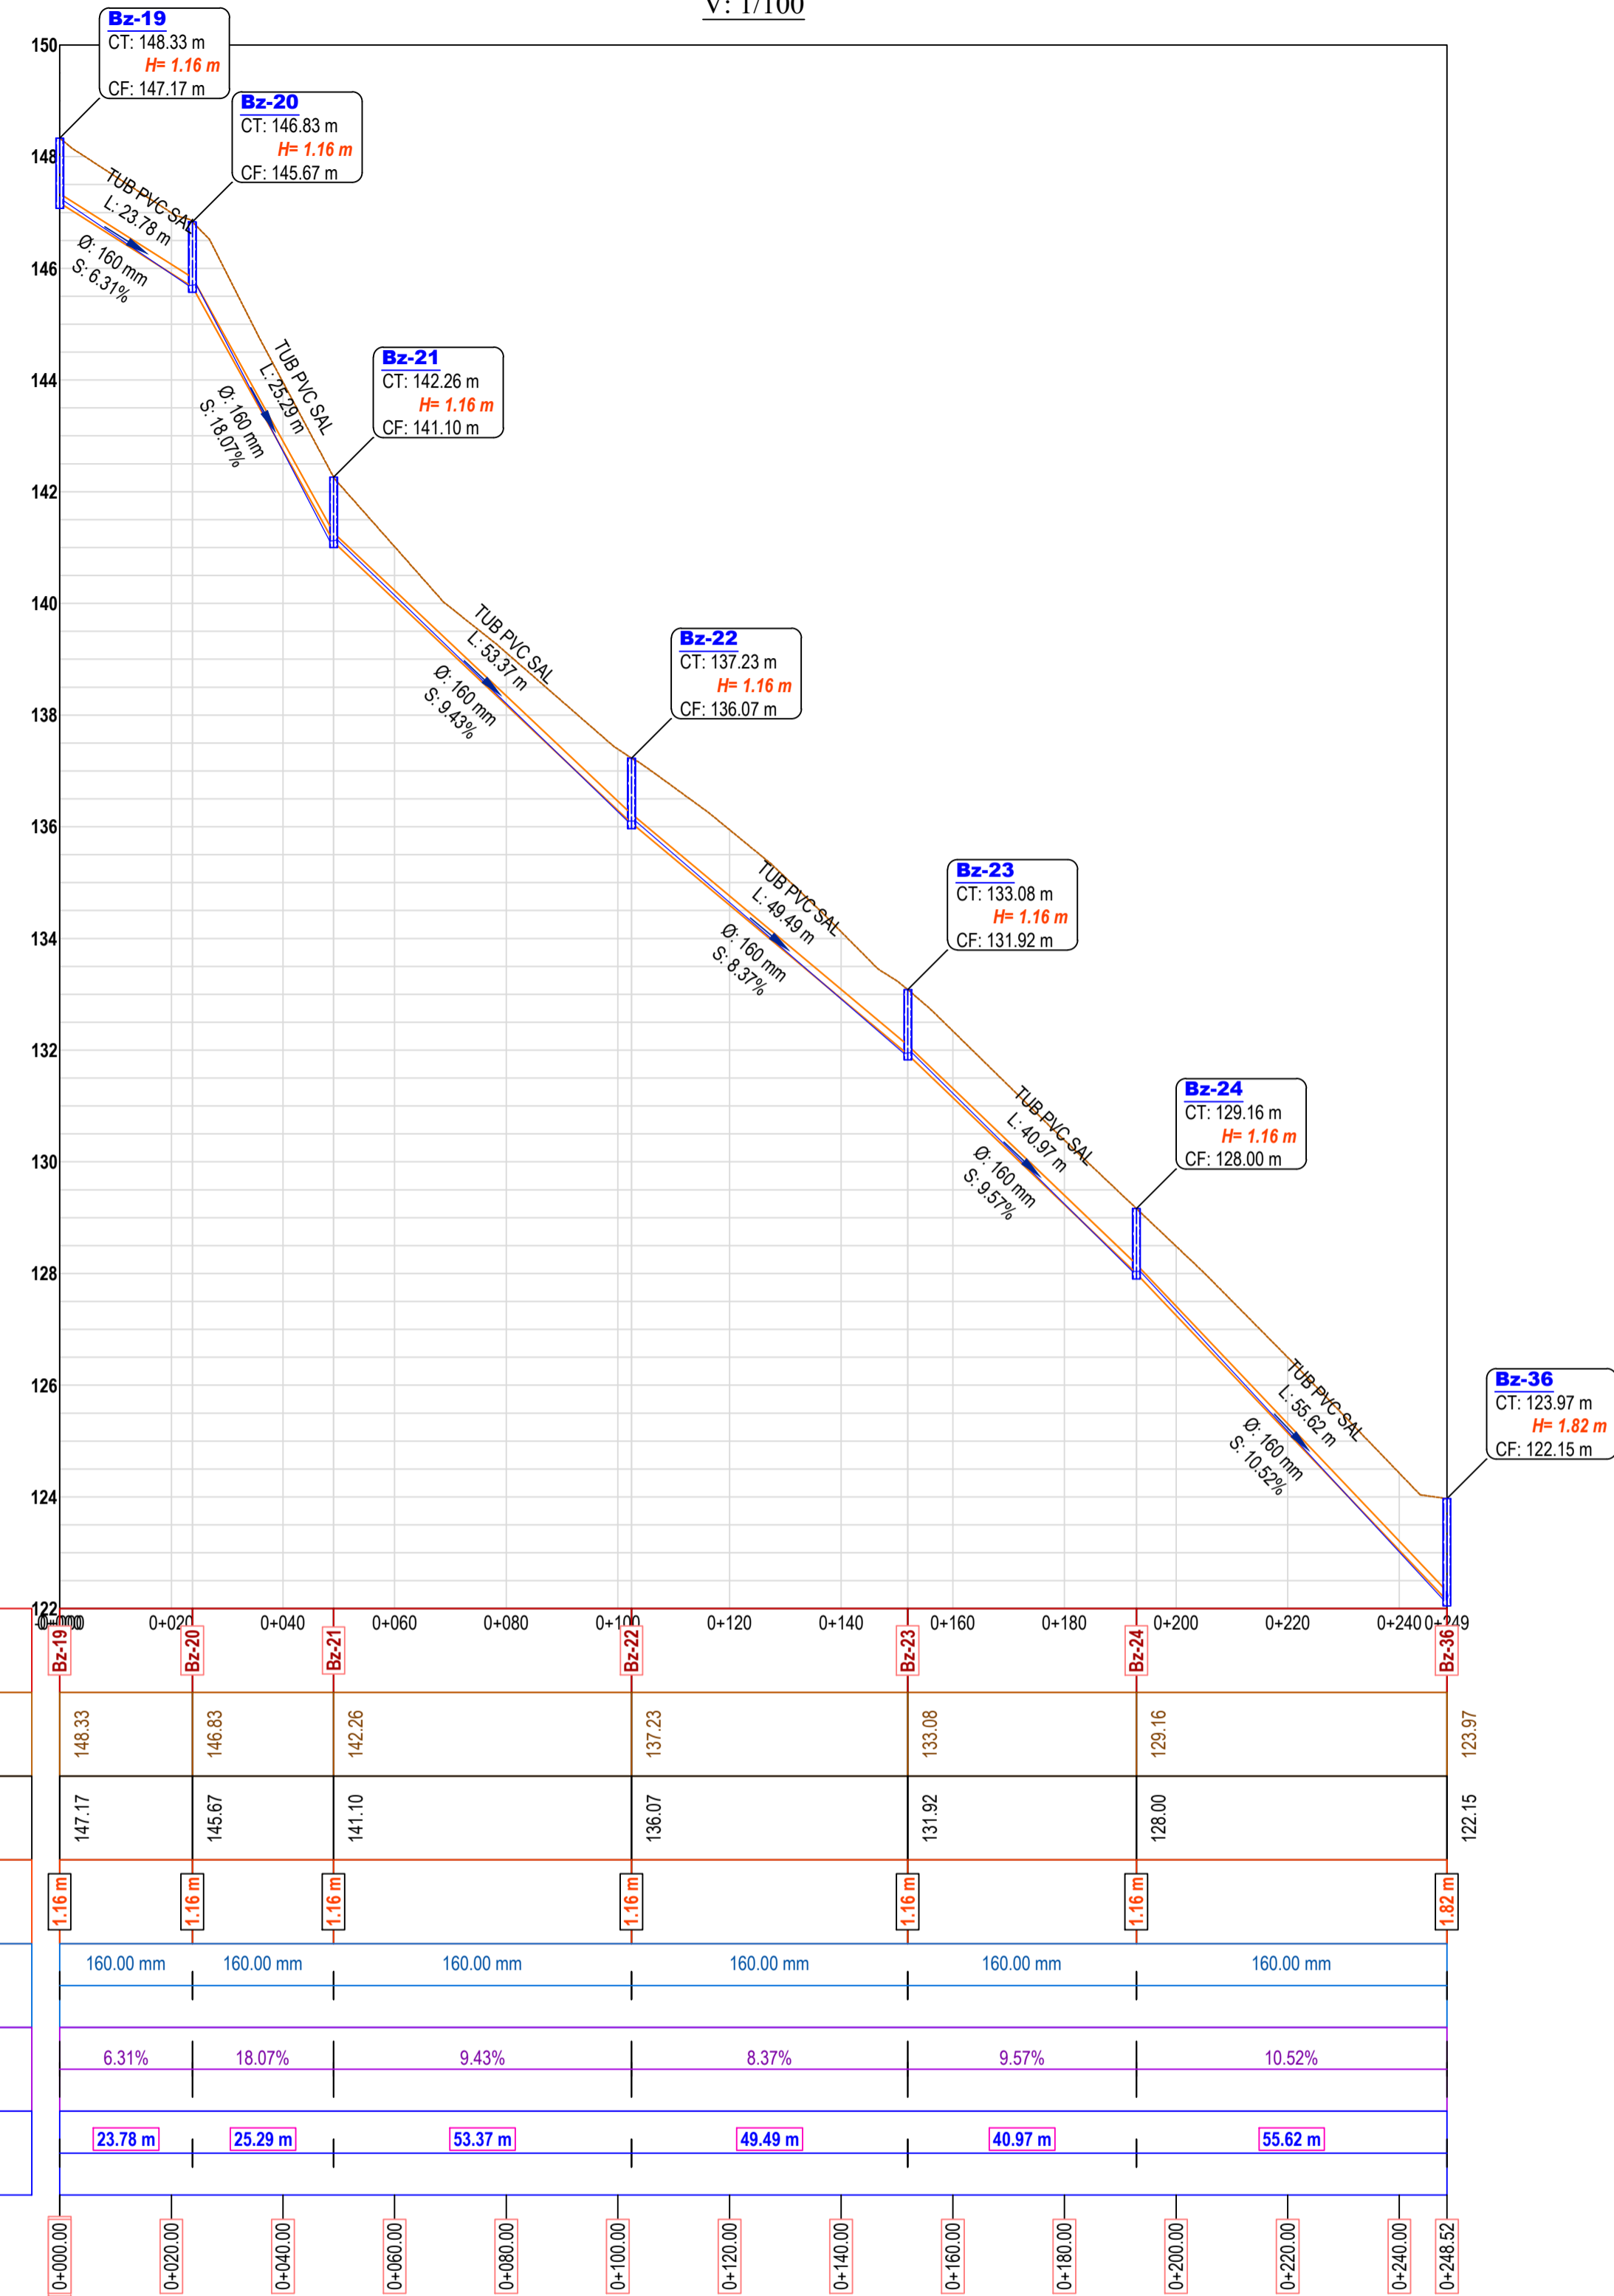 V: 1/100
Bz-19
CT: 148.33 m
H= 1.16 m
CF: 147.17 m
Bz-20
CT: 146.83 m
H= 1.16 m
CF: 145.67 m
Bz-21
CT: 142.26 m
H= 1.16 m
CF: 141.10 m
Bz-22
CT: 137.23 m
H= 1.16 m
CF: 136.07 m
Bz-23
CT: 133.08 m
H= 1.16 m
CF: 131.92 m
Bz-24
CT: 129.16 m
H= 1.16 m
CF: 128.00 m
Bz-36
CT: 123.97 m
H= 1.82 m
CF: 122.15 m
150
148
146
144
142
140
138
136
134
132
130
128
126
124
122
TUB PVC SAL
L: 23.78 m
Ø: 160 mm
S: 6.31%
TUB PVC SAL
L: 25.29 m
Ø: 160 mm
S: 18.07%
TUB PVC SAL
L: 53.37 m
Ø: 160 mm
S: 9.43%
TUB PVC SAL
L: 49.49 m
Ø: 160 mm
S: 8.37%
TUB PVC SAL
L: 40.97 m
Ø: 160 mm
S: 9.57%
TUB PVC SAL
L: 55.62 m
Ø: 160 mm
S: 10.52%
0+000 0+020 0+040 0+060 0+080 0+100 0+120 0+140 0+160 0+180 0+200 0+220 0+240 0+249
Bz-19 Bz-20 Bz-21 Bz-22 Bz-23 Bz-24 Bz-36
148.33 146.83 142.26 137.23 133.08 129.16 123.97
147.17 145.67 141.10 136.07 131.92 128.00 122.15
1.16 m 1.16 m 1.16 m 1.16 m 1.16 m 1.16 m 1.82 m
160.00 mm 160.00 mm 160.00 mm 160.00 mm 160.00 mm 160.00 mm
6.31% 18.07% 9.43% 8.37% 9.57% 10.52%
23.78 m 25.29 m 53.37 m 49.49 m 40.97 m 55.62 m
0+000.00 0+020.00 0+040.00 0+060.00 0+080.00 0+100.00 0+120.00 0+140.00 0+160.00 0+180.00 0+200.00 0+220.00 0+240.00 0+248.52